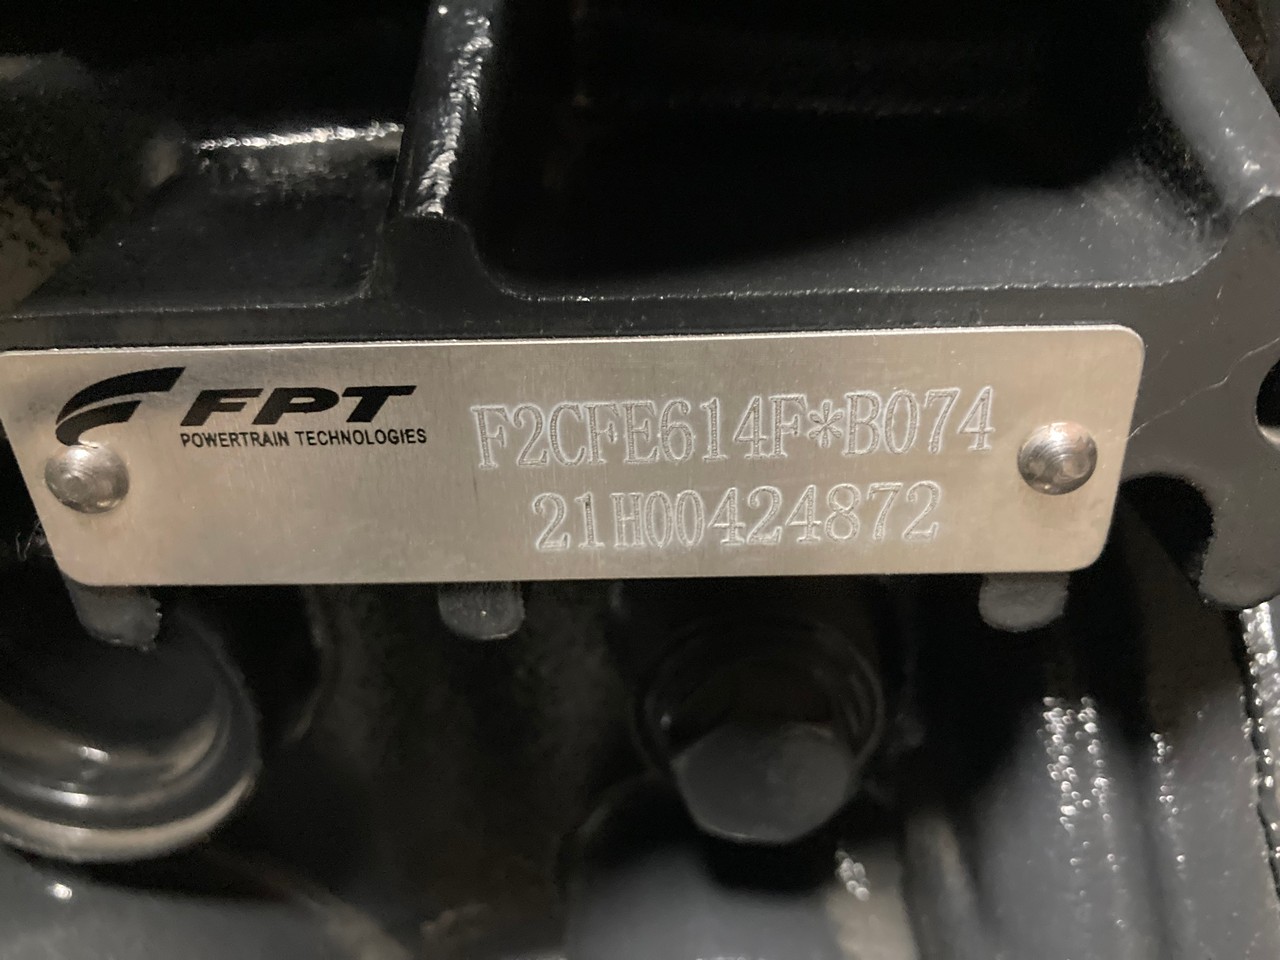 FPT
POWERTRAIN TECHNOLOGIES
F2CFE614F*B074
21H00424872